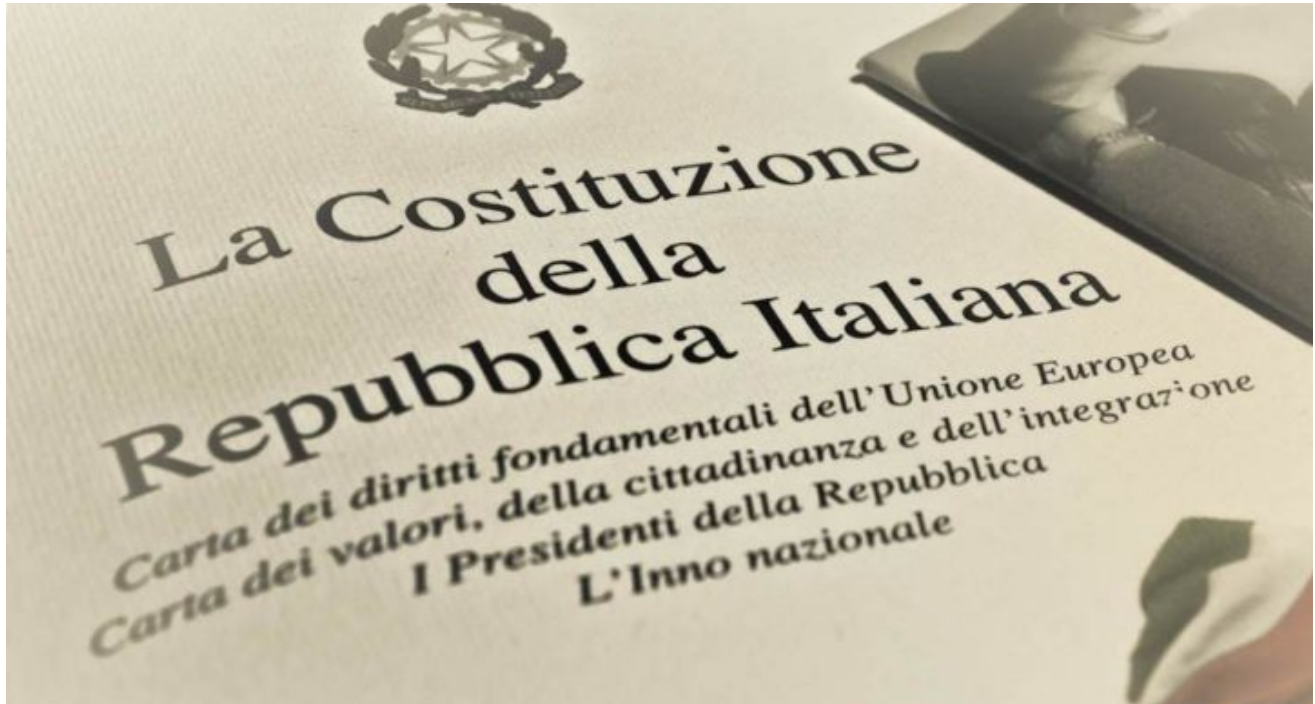 La Costituzione
della
Repubblica Italiana
Carta dei diritti fondamentali dell'Unione Europea
Carta dei valori, della cittadinanza e dell'integrazione
I Presidenti della Repubblica
L'Inno nazionale